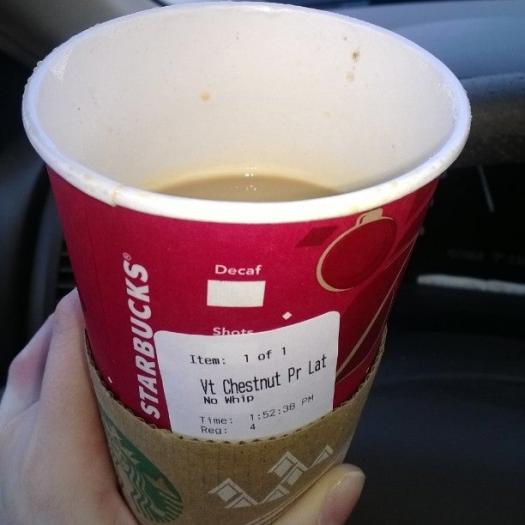 Decaf
Shots
STARBUCKS®
Item: 1 of 1
Vt Chestnut Pr Lat
No Whip
Time: 1:52:38 PM
Reg: 4